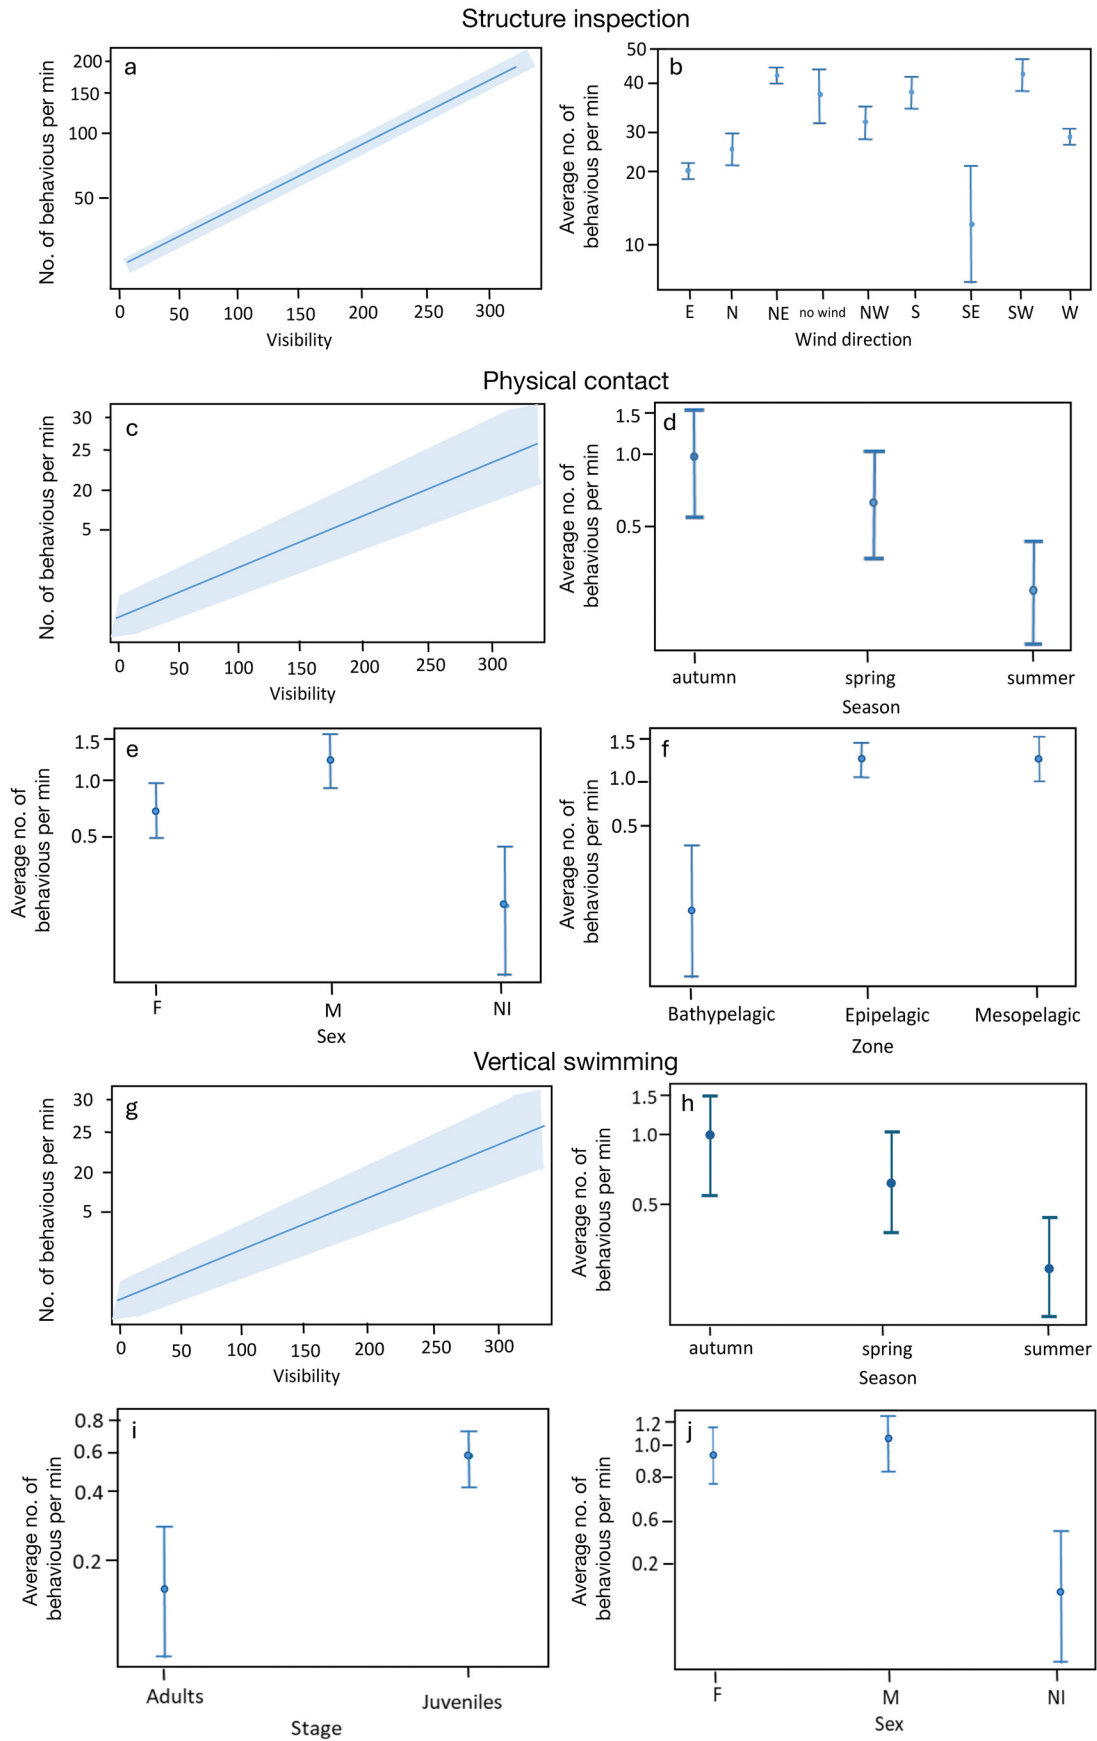 Structure inspection
No. of behavious per min
200
150
100
50
a
0 50 100 150 200 250 300
Visibility
Average no. of
behavious per min
50
40
30
20
10
b
E N NE no wind NW S SE SW W
Wind direction
Physical contact
No. of behavious per min
30
25
20
5
c
0 50 100 150 200 250 300
Visibility
Average no. of
behavious per min
1.5
1.0
0.5
d
autumn spring summer
Season
Average no. of
behavious per min
1.5
1.0
0.5
e
F M NI
Sex
Average no. of
behavious per min
1.5
1.0
0.5
f
Bathypelagic Epipelagic Mesopelagic
Zone
Vertical swimming
No. of behavious per min
30
25
20
5
g
0 50 100 150 200 250 300
Visibility
Average no. of
behavious per min
1.5
1.0
0.5
h
autumn spring summer
Season
Average no. of
behavious per min
0.8
0.6
0.4
0.2
i
Adults Juveniles
Stage
Average no. of
behavious per min
1.2
1.0
0.8
0.6
0.2
j
F M NI
Sex